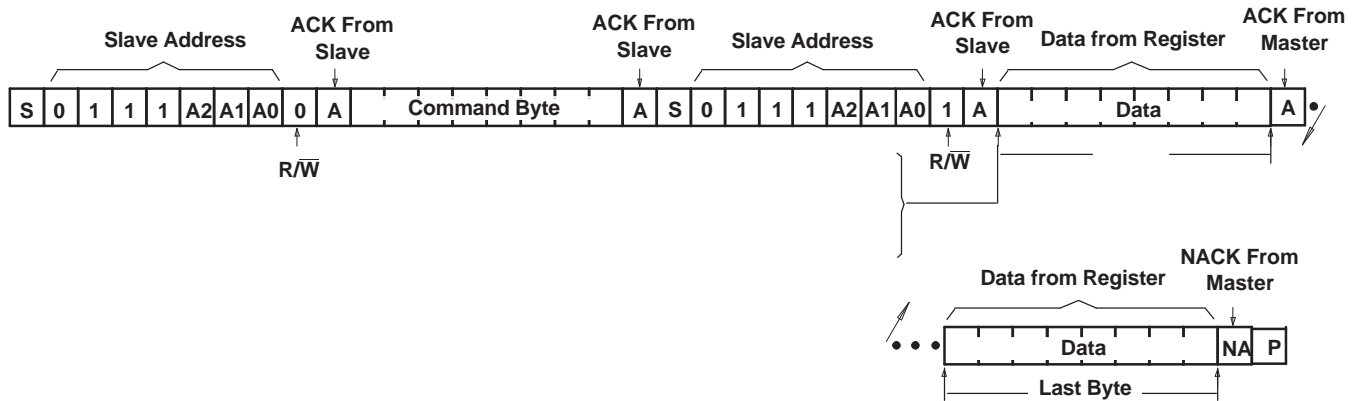 Slave Address
ACK From
Slave
ACK From
Slave
Slave Address
ACK From
Slave
Data from Register
ACK From
Master
S 0 1 1 1 A2 A1 A0 0 A Command Byte A S 0 1 1 1 A2 A1 A0 1 A Data A
R/W̅
R/W̅
Data from Register
NACK From
Master
Data NA P
Last Byte